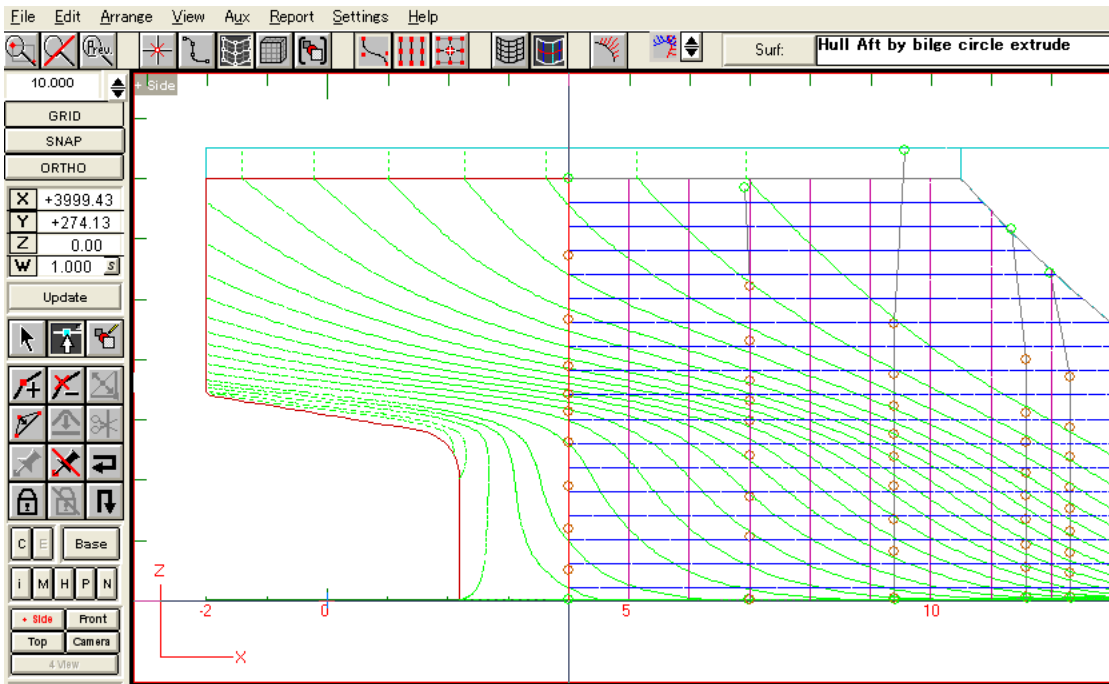 File Edit Arrange View Aux Report Settings Help
Prev.
Surf: Hull Aft by bilge circle extrude
10.000
+ Side
GRID
SNAP
ORTHO
X +3999.43
Y +274.13
Z 0.00
W 1.000 S
Update
C E Base
i M H P N
+ Side Front
Top Camera
4 View
Z
X
-2 0 5 10